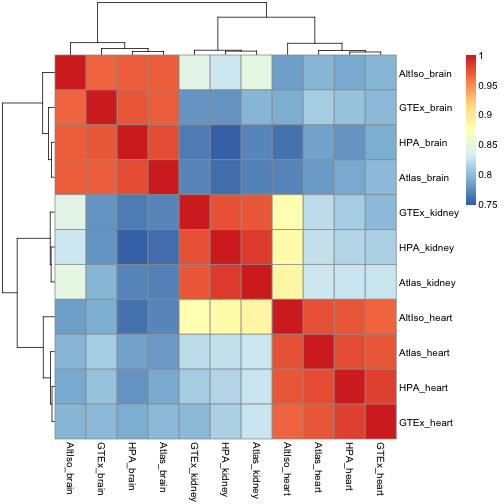 1
0.95
0.9
0.85
0.8
0.75
AltIso_brain
GTEx_brain
HPA_brain
Atlas_brain
GTEx_kidney
HPA_kidney
Atlas_kidney
AltIso_heart
Atlas_heart
HPA_heart
GTEx_heart
AltIso_brain
GTEx_brain
HPA_brain
Atlas_brain
GTEx_kidney
HPA_kidney
Atlas_kidney
AltIso_heart
Atlas_heart
HPA_heart
GTEx_heart